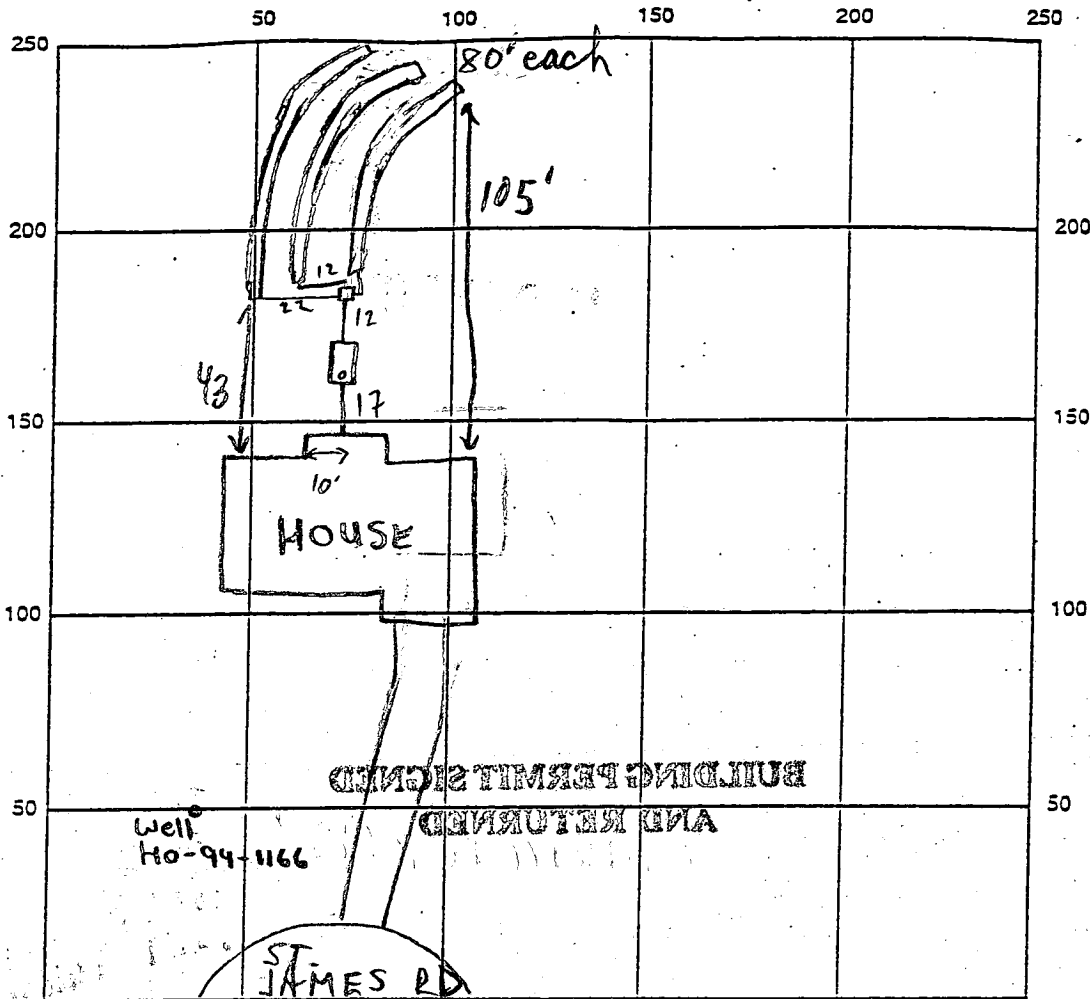 50 100 150 200 250
250
80' each
105'
200 200
12
22
12
43
17
150 150
10'
HOUSE
100 100
BUILDING PERMIT SIGNED
50 50
AND RETURNED
Well
HO-94-1166
ST.
JAMES RD